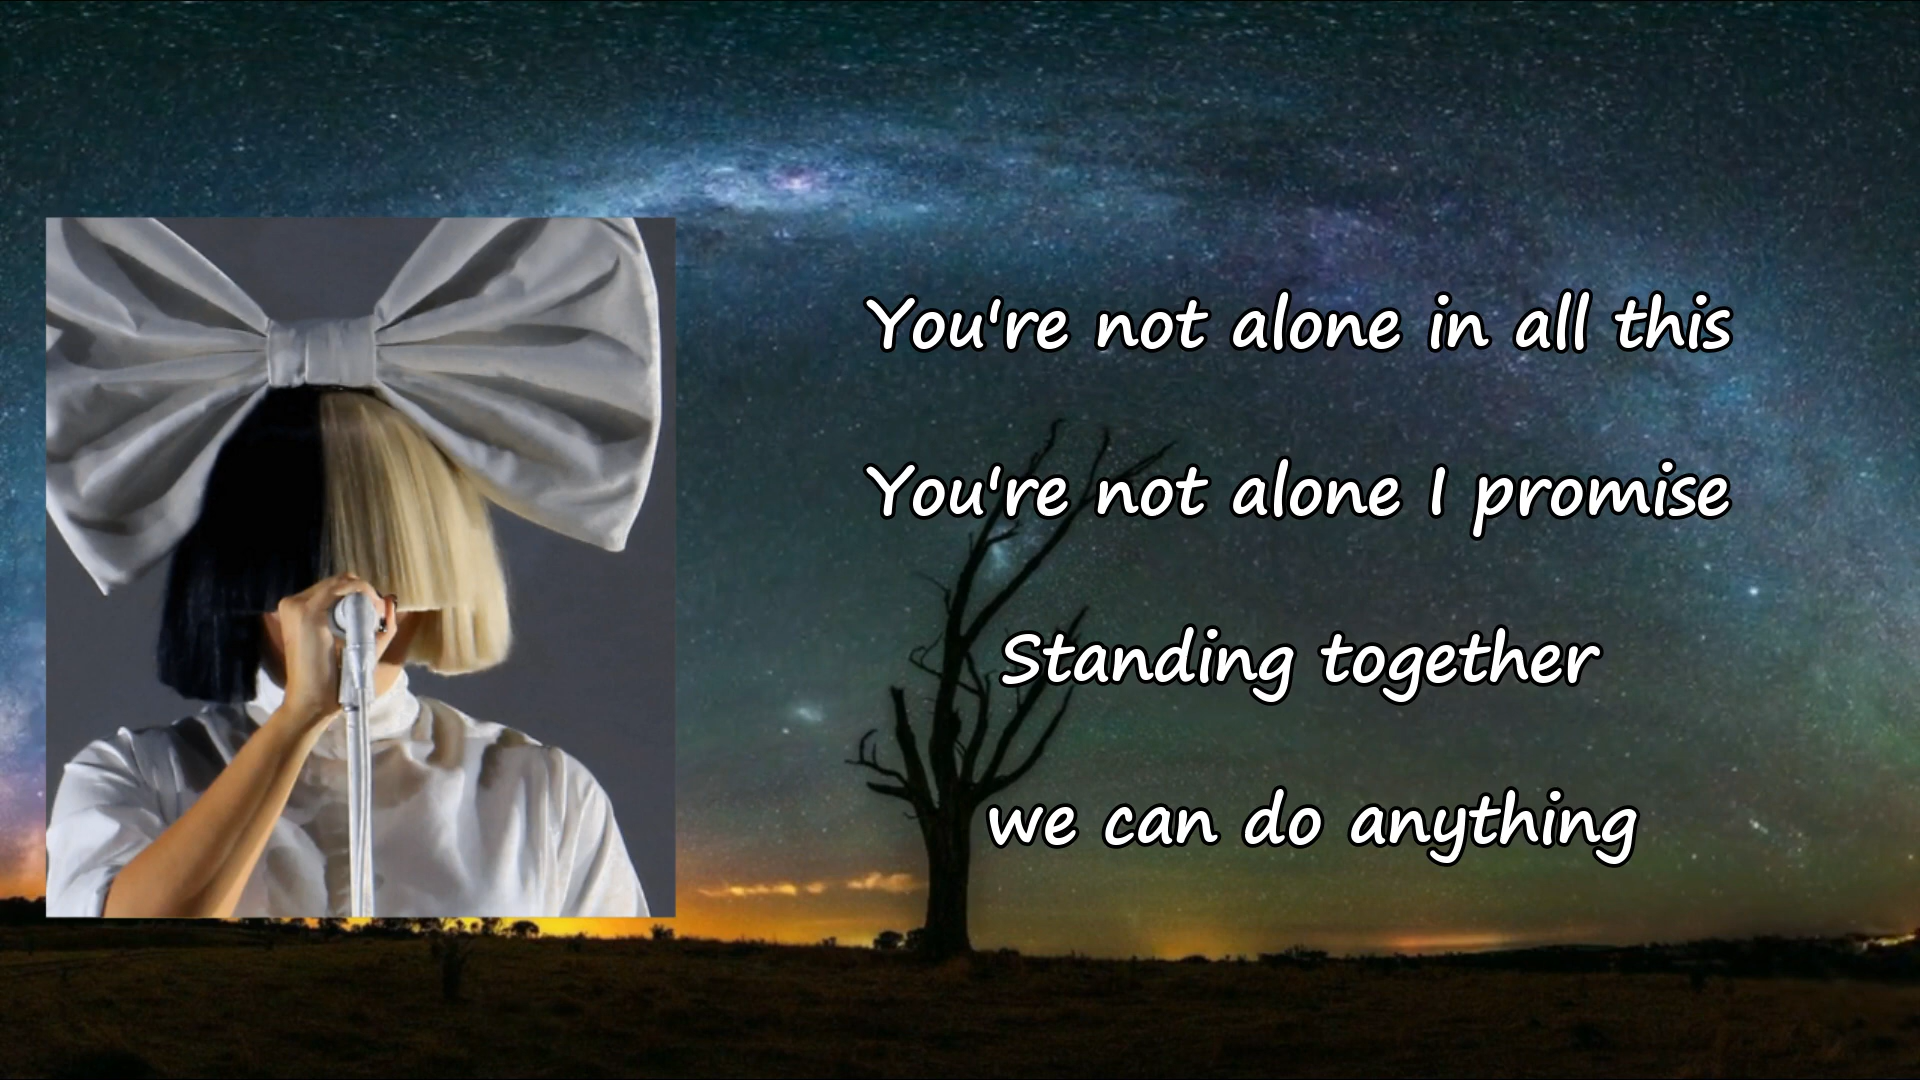 You're not alone in all this
You're not alone I promise
Standing together
we can do anything